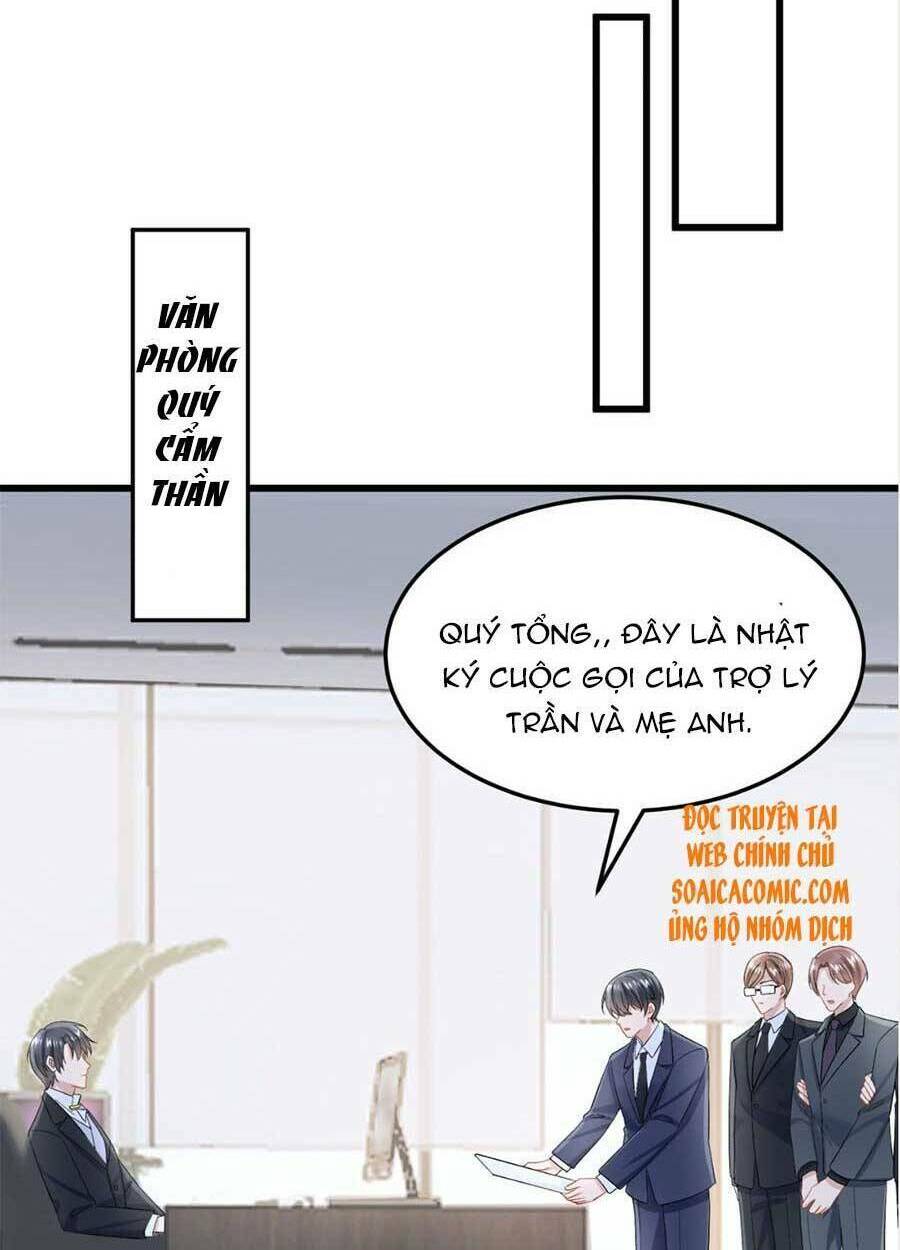 VĂN
PHÒNG
QUÝ
CẨM
THẦN
QUÝ TỔNG,, ĐÂY LÀ NHẬT
KÝ CUỘC GỌI CỦA TRỢ LÝ
TRẦN VÀ MẸ ANH.
ĐỌC TRUYỆN TẠI
WEB CHÍNH CHỦ
SOAICACOMIC.COM
ỦNG HỘ NHÓM DỊCH